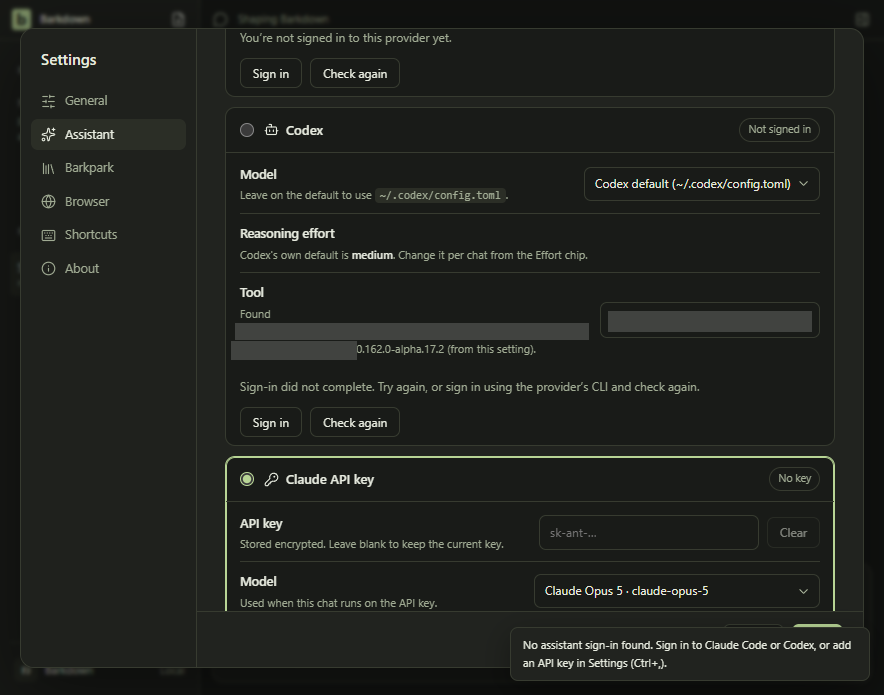 Barkdown
Shaping Barkdown
Settings
General
Assistant
Barkpark
Browser
Shortcuts
About
You're not signed in to this provider yet.
Sign in
Check again
Codex
Not signed in
Model
Leave on the default to use ~/.codex/config.toml.
Codex default (~/.codex/config.toml)
Reasoning effort
Codex's own default is medium. Change it per chat from the Effort chip.
Tool
Found
0.162.0-alpha.17.2 (from this setting).
Sign-in did not complete. Try again, or sign in using the provider's CLI and check again.
Sign in
Check again
Claude API key
No key
API key
Stored encrypted. Leave blank to keep the current key.
sk-ant-...
Clear
Model
Used when this chat runs on the API key.
Claude Opus 5 · claude-opus-5
No assistant sign-in found. Sign in to Claude Code or Codex, or add
an API key in Settings (Ctrl+,).
Barkdown